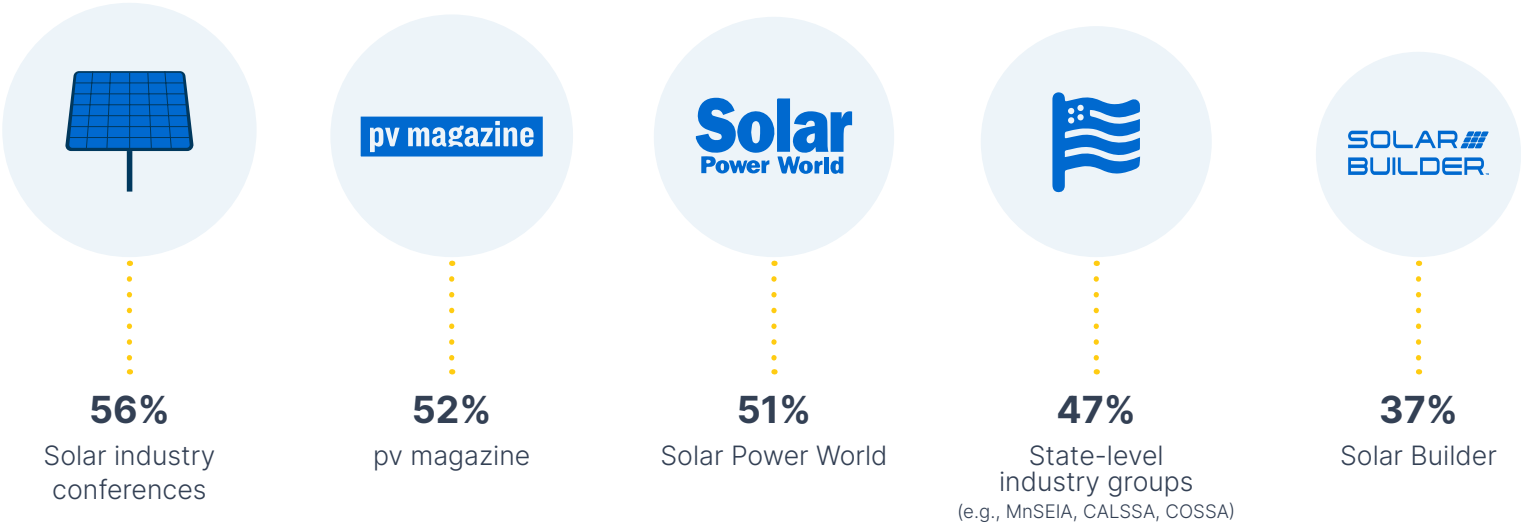 pv magazine
Solar
Power World
SOLAR
BUILDER™
56%
Solar industry
conferences
52%
pv magazine
51%
Solar Power World
47%
State-level
industry groups
(e.g., MnSEIA, CALSSA, COSSA)
37%
Solar Builder